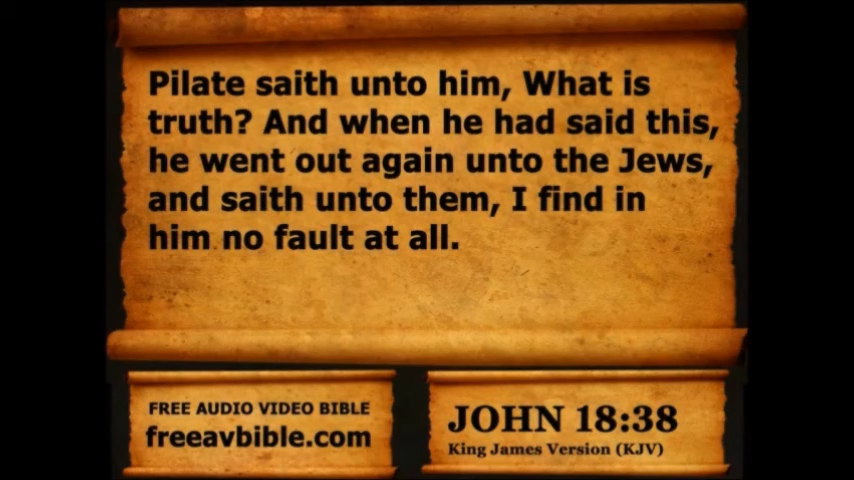 Pilate saith unto him, What is
truth? And when he had said this,
he went out again unto the Jews,
and saith unto them, I find in
him no fault at all.
FREE AUDIO VIDEO BIBLE
freeavbible.com
JOHN 18:38
King James Version (KJV)